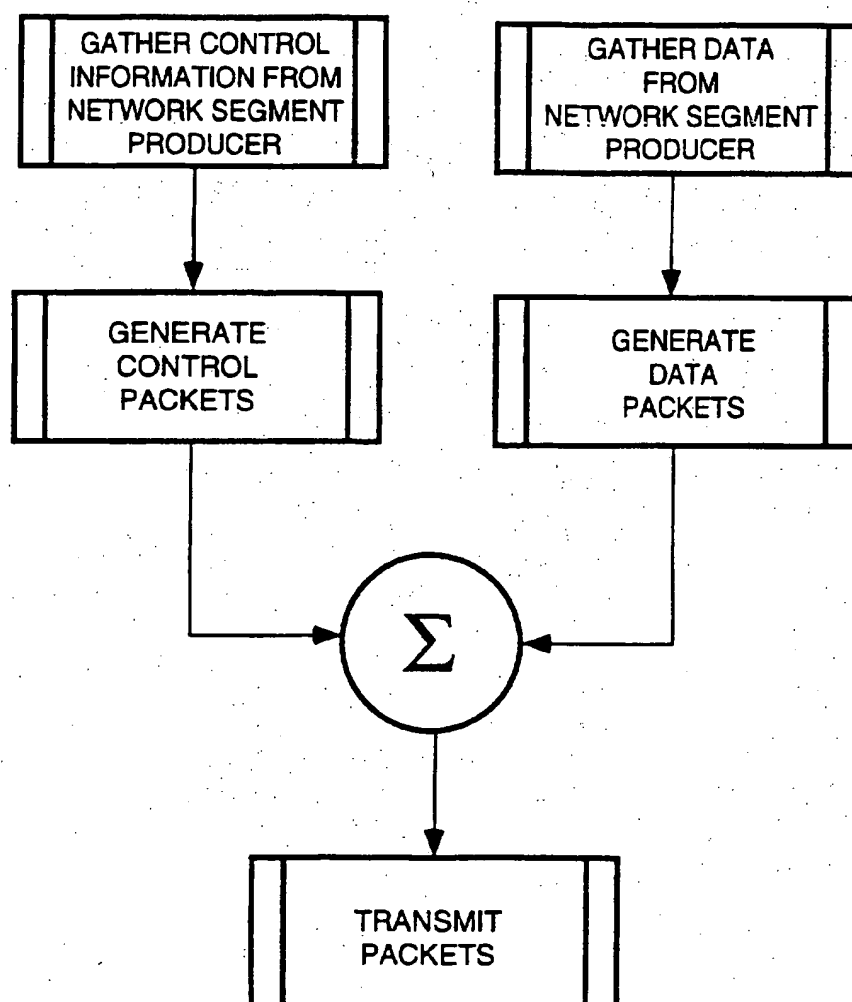 GATHER CONTROL
INFORMATION FROM
NETWORK SEGMENT
PRODUCER
GATHER DATA
FROM
NETWORK SEGMENT
PRODUCER
GENERATE
CONTROL
PACKETS
GENERATE
DATA
PACKETS
Σ
TRANSMIT
PACKETS